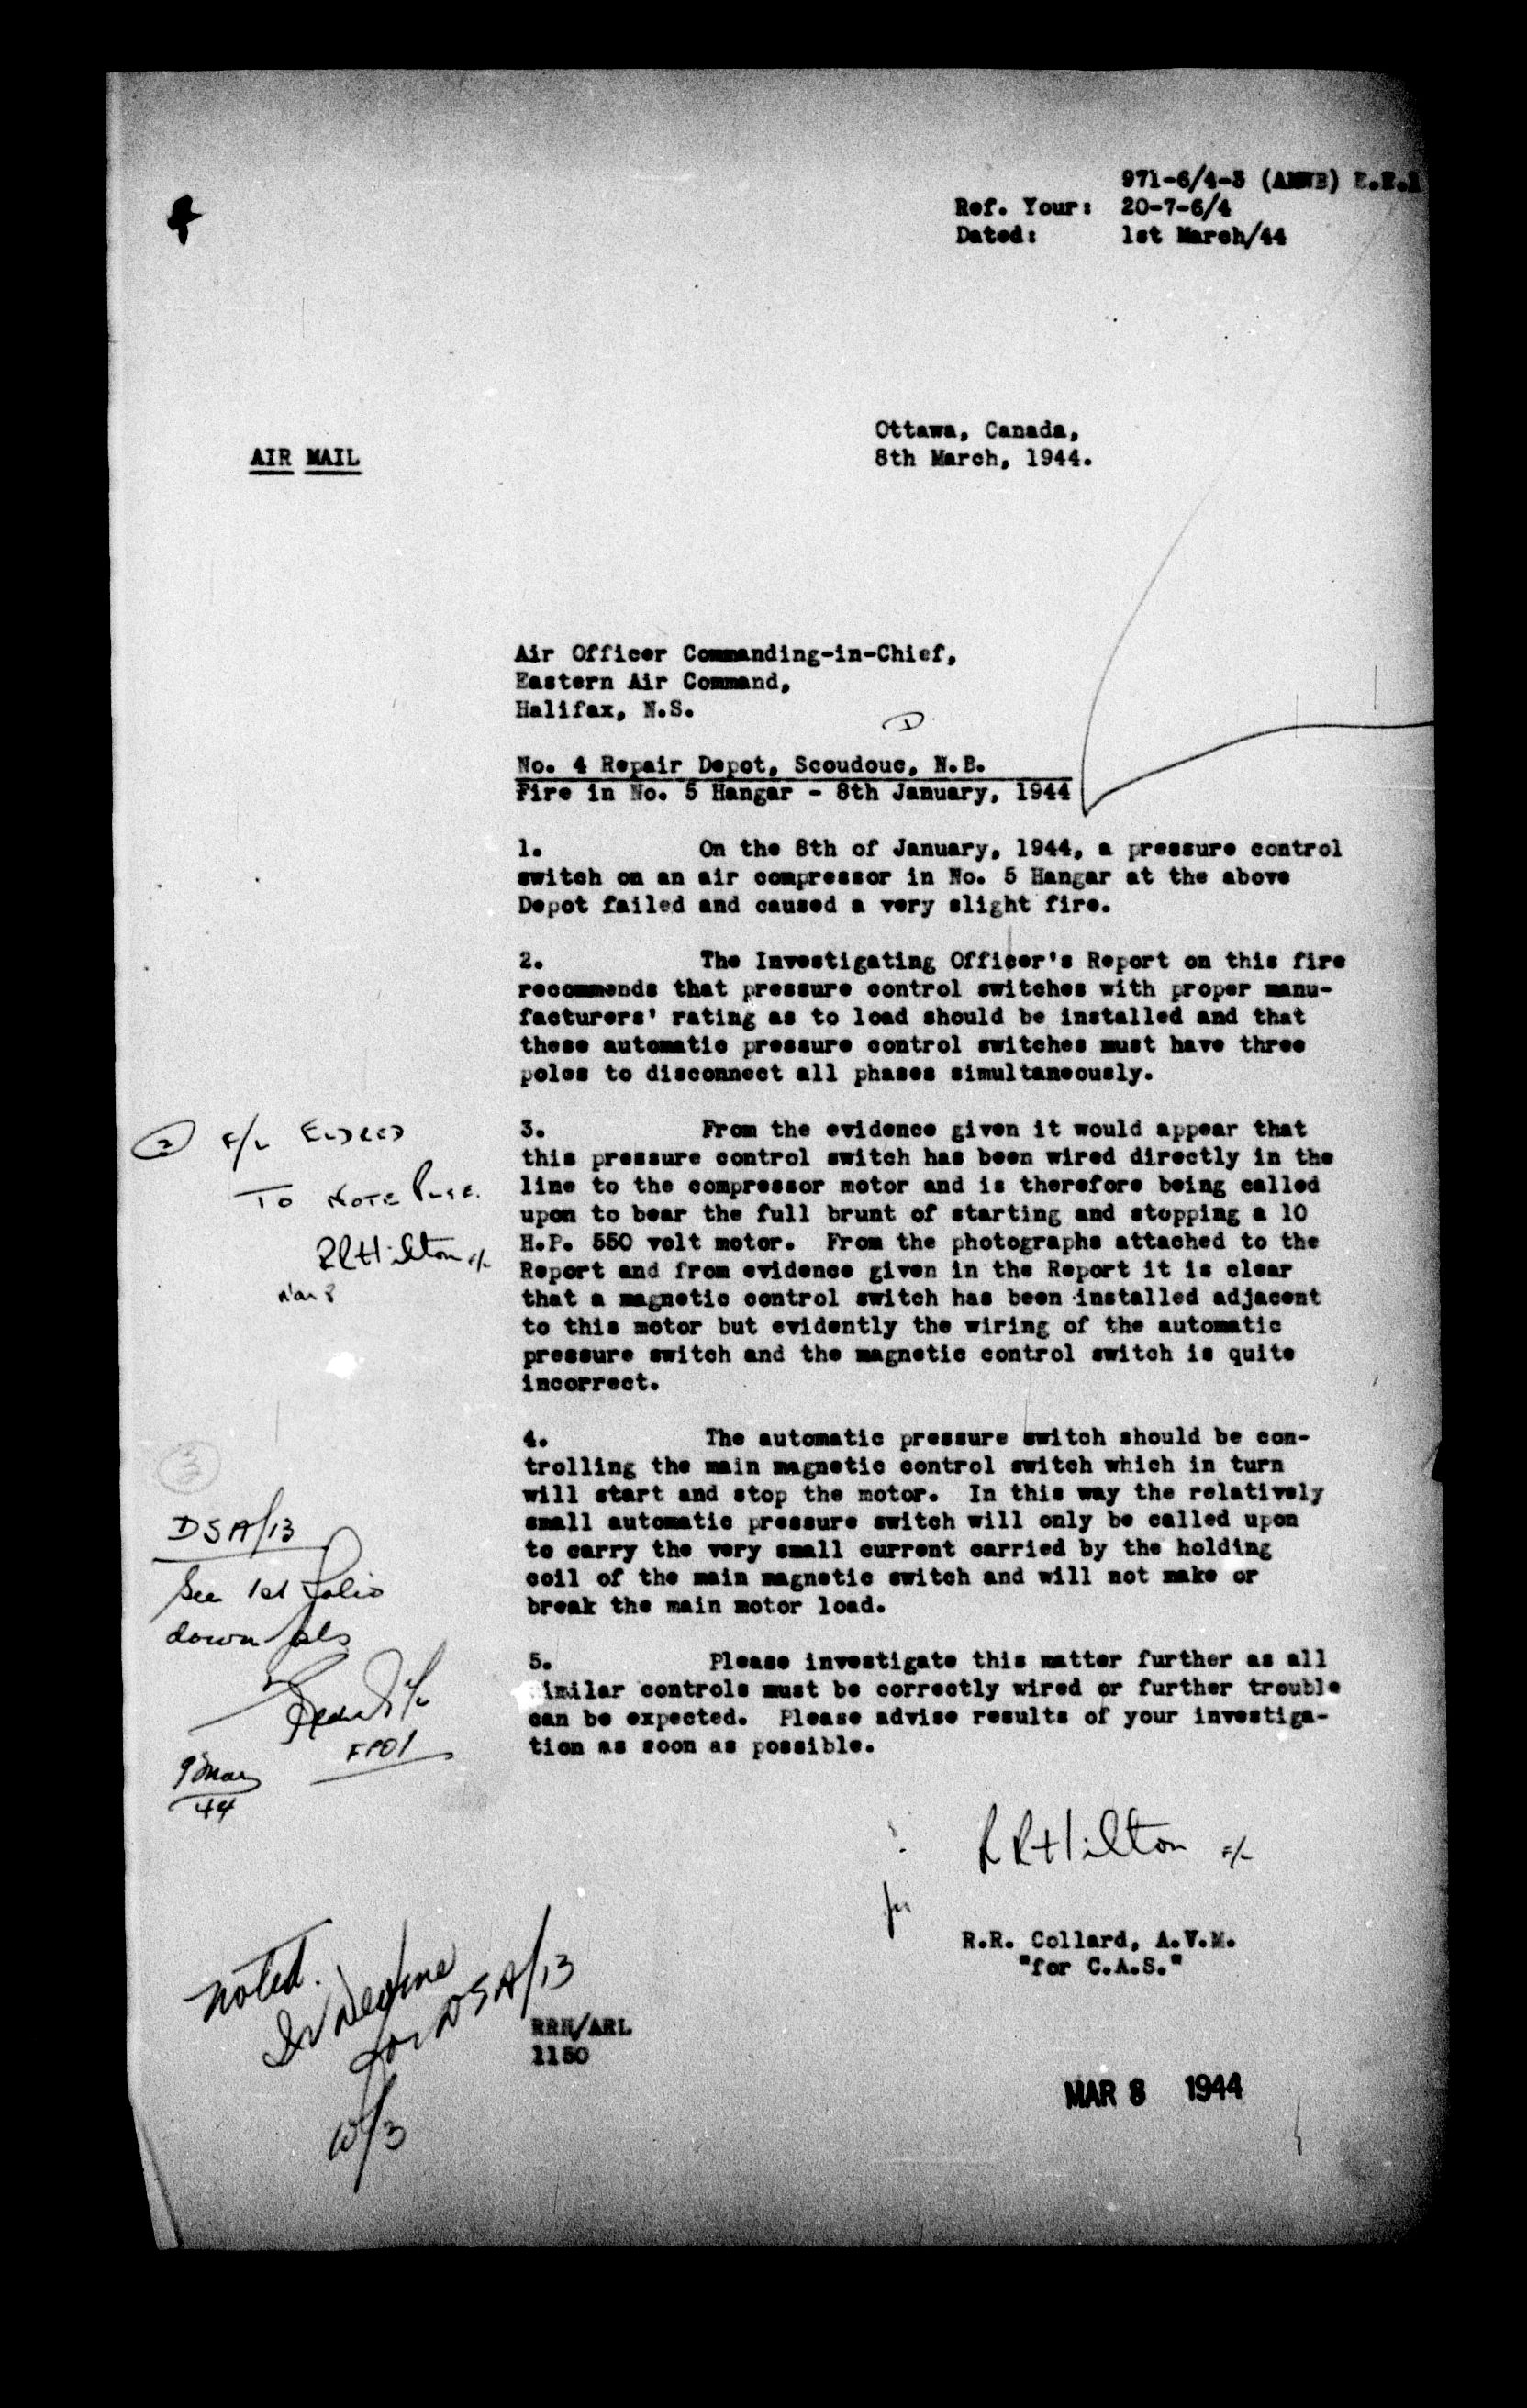 971-6/4-3 (AMWE)
Ref. Your: 20-7-6/4
Dated: 1st March/44
Ottawa, Canada,
AIR MAIL
8th March, 1944.
Air Officer Commanding-in-Chief,
Eastern Air Command,
Halifax, N.S.
No. 4 Repair Depot, Scoudouc, N.B.
Fire in No. 5 Hangar - 8th January, 1944
1. On the 8th of January, 1944, a pressure control
switch on an air compressor in No. 5 Hangar at the above
Depot failed and caused a very slight fire.
2. The Investigating Officer's Report on this fire
recommends that pressure control switches with proper manu-
facturers' rating as to load should be installed and that
these automatic pressure control switches must have three
poles to disconnect all phases simultaneously.
3. From the evidence given it would appear that
this pressure control switch has been wired directly in the
line to the compressor motor and is therefore being called
upon to bear the full brunt of starting and stopping a 10
H.P. 550 volt motor. From the photographs attached to the
Report and from evidence given in the Report it is clear
that a magnetic control switch has been installed adjacent
to this motor but evidently the wiring of the automatic
pressure switch and the magnetic control switch is quite
incorrect.
4. The automatic pressure switch should be con-
trolling the main magnetic control switch which in turn
will start and stop the motor. In this way the relatively
small automatic pressure switch will only be called upon
to carry the very small current carried by the holding
coil of the main magnetic switch and will not make or
break the main motor load.
5. Please investigate this matter further as all
similar controls must be correctly wired or further trouble
can be expected. Please advise results of your investiga-
tion as soon as possible.
2 F/L
To Note
RRHilton F/L
Mar 8
3
DSA/13
See 1st folio
down pls
FPO1
9 Mar
44
RRHilton F/L
for
R.R. Collard, A.V.M.
"for C.A.S."
Noted.
for DSA/13
10/3
RRH/ARL
1150
MAR 8 1944